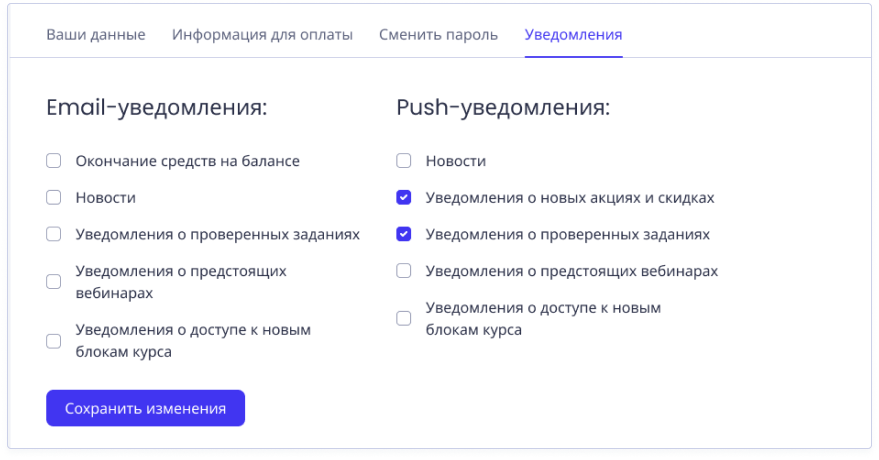 Ваши данные Информация для оплаты Сменить пароль Уведомления
Email-уведомления:
Окончание средств на балансе
Новости
Уведомления о проверенных заданиях
Уведомления о предстоящих
вебинарах
Уведомления о доступе к новым
блокам курса
Push-уведомления:
Новости
Уведомления о новых акциях и скидках
Уведомления о проверенных заданиях
Уведомления о предстоящих вебинарах
Уведомления о доступе к новым
блокам курса
Сохранить изменения